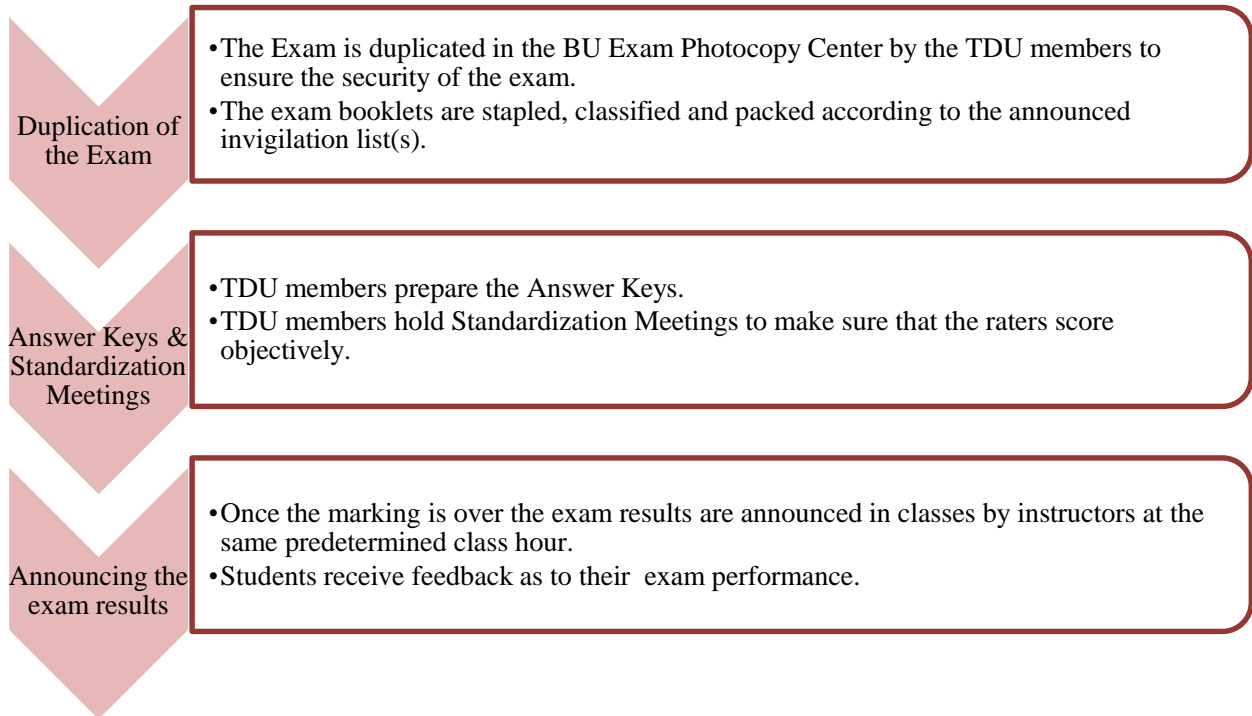 Duplication of
the Exam
•The Exam is duplicated in the BU Exam Photocopy Center by the TDU members to
ensure the security of the exam.
•The exam booklets are stapled, classified and packed according to the announced
invigilation list(s).
Answer Keys &
Standardization
Meetings
•TDU members prepare the Answer Keys.
•TDU members hold Standardization Meetings to make sure that the raters score
objectively.
Announcing the
exam results
•Once the marking is over the exam results are announced in classes by instructors at the
same predetermined class hour.
•Students receive feedback as to their  exam performance.